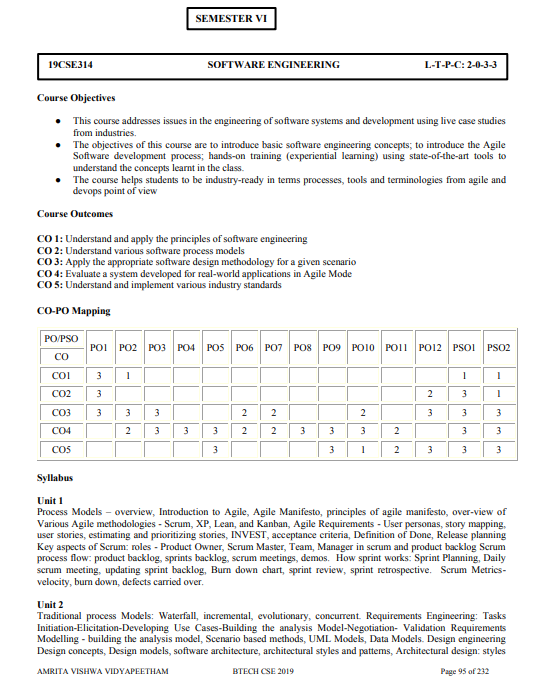 SEMESTER VI
19CSE314 SOFTWARE ENGINEERING L-T-P-C: 2-0-3-3
Course Objectives
• This course addresses issues in the engineering of software systems and development using live case studies
from industries.
• The objectives of this course are to introduce basic software engineering concepts; to introduce the Agile
Software development process; hands-on training (experiential learning) using state-of-the-art tools to
understand the concepts learnt in the class.
• The course helps students to be industry-ready in terms processes, tools and terminologies from agile and
devops point of view
Course Outcomes
CO 1: Understand and apply the principles of software engineering
CO 2: Understand various software process models
CO 3: Apply the appropriate software design methodology for a given scenario
CO 4: Evaluate a system developed for real-world applications in Agile Mode
CO 5: Understand and implement various industry standards
CO-PO Mapping
PO/PSO PO1 PO2 PO3 PO4 PO5 PO6 PO7 PO8 PO9 PO10 PO11 PO12 PSO1 PSO2
CO
CO1 3 1 1 1
CO2 3 2 3 1
CO3 3 3 3 2 2 2 3 3 3
CO4 2 3 3 3 2 2 3 3 3 2 3 3
CO5 3 3 1 2 3 3 3
Syllabus
Unit 1
Process Models – overview, Introduction to Agile, Agile Manifesto, principles of agile manifesto, over-view of
Various Agile methodologies - Scrum, XP, Lean, and Kanban, Agile Requirements - User personas, story mapping,
user stories, estimating and prioritizing stories, INVEST, acceptance criteria, Definition of Done, Release planning
Key aspects of Scrum: roles - Product Owner, Scrum Master, Team, Manager in scrum and product backlog Scrum
process flow: product backlog, sprints backlog, scrum meetings, demos. How sprint works: Sprint Planning, Daily
scrum meeting, updating sprint backlog, Burn down chart, sprint review, sprint retrospective. Scrum Metrics-
velocity, burn down, defects carried over.
Unit 2
Traditional process Models: Waterfall, incremental, evolutionary, concurrent. Requirements Engineering: Tasks
Initiation-Elicitation-Developing Use Cases-Building the analysis Model-Negotiation- Validation Requirements
Modelling - building the analysis model, Scenario based methods, UML Models, Data Models. Design engineering
Design concepts, Design models, software architecture, architectural styles and patterns, Architectural design: styles
AMRITA VISHWA VIDYAPEETHAM BTECH CSE 2019 Page 95 of 232